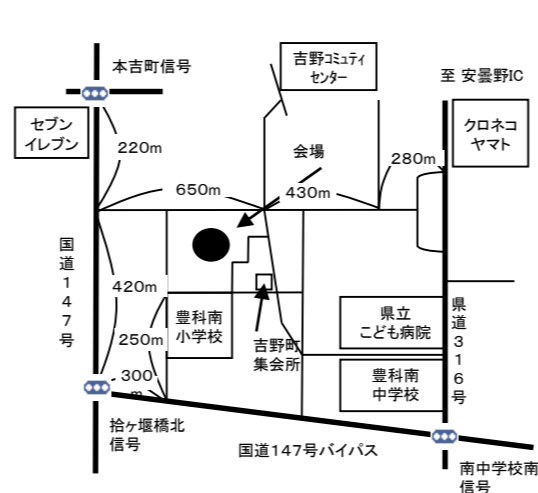 本吉町信号
吉野コミュティ
センター
至 安曇野IC
セブン
イレブン
クロネコ
ヤマト
220m
会場
280m
650m
430m
国道147号
420m
250m
300
m
豊科南
小学校
吉野町
集会所
県立
こども病院
豊科南
中学校
県道316号
拾ヶ堰橋北
信号
国道147号バイパス
南中学校南
信号